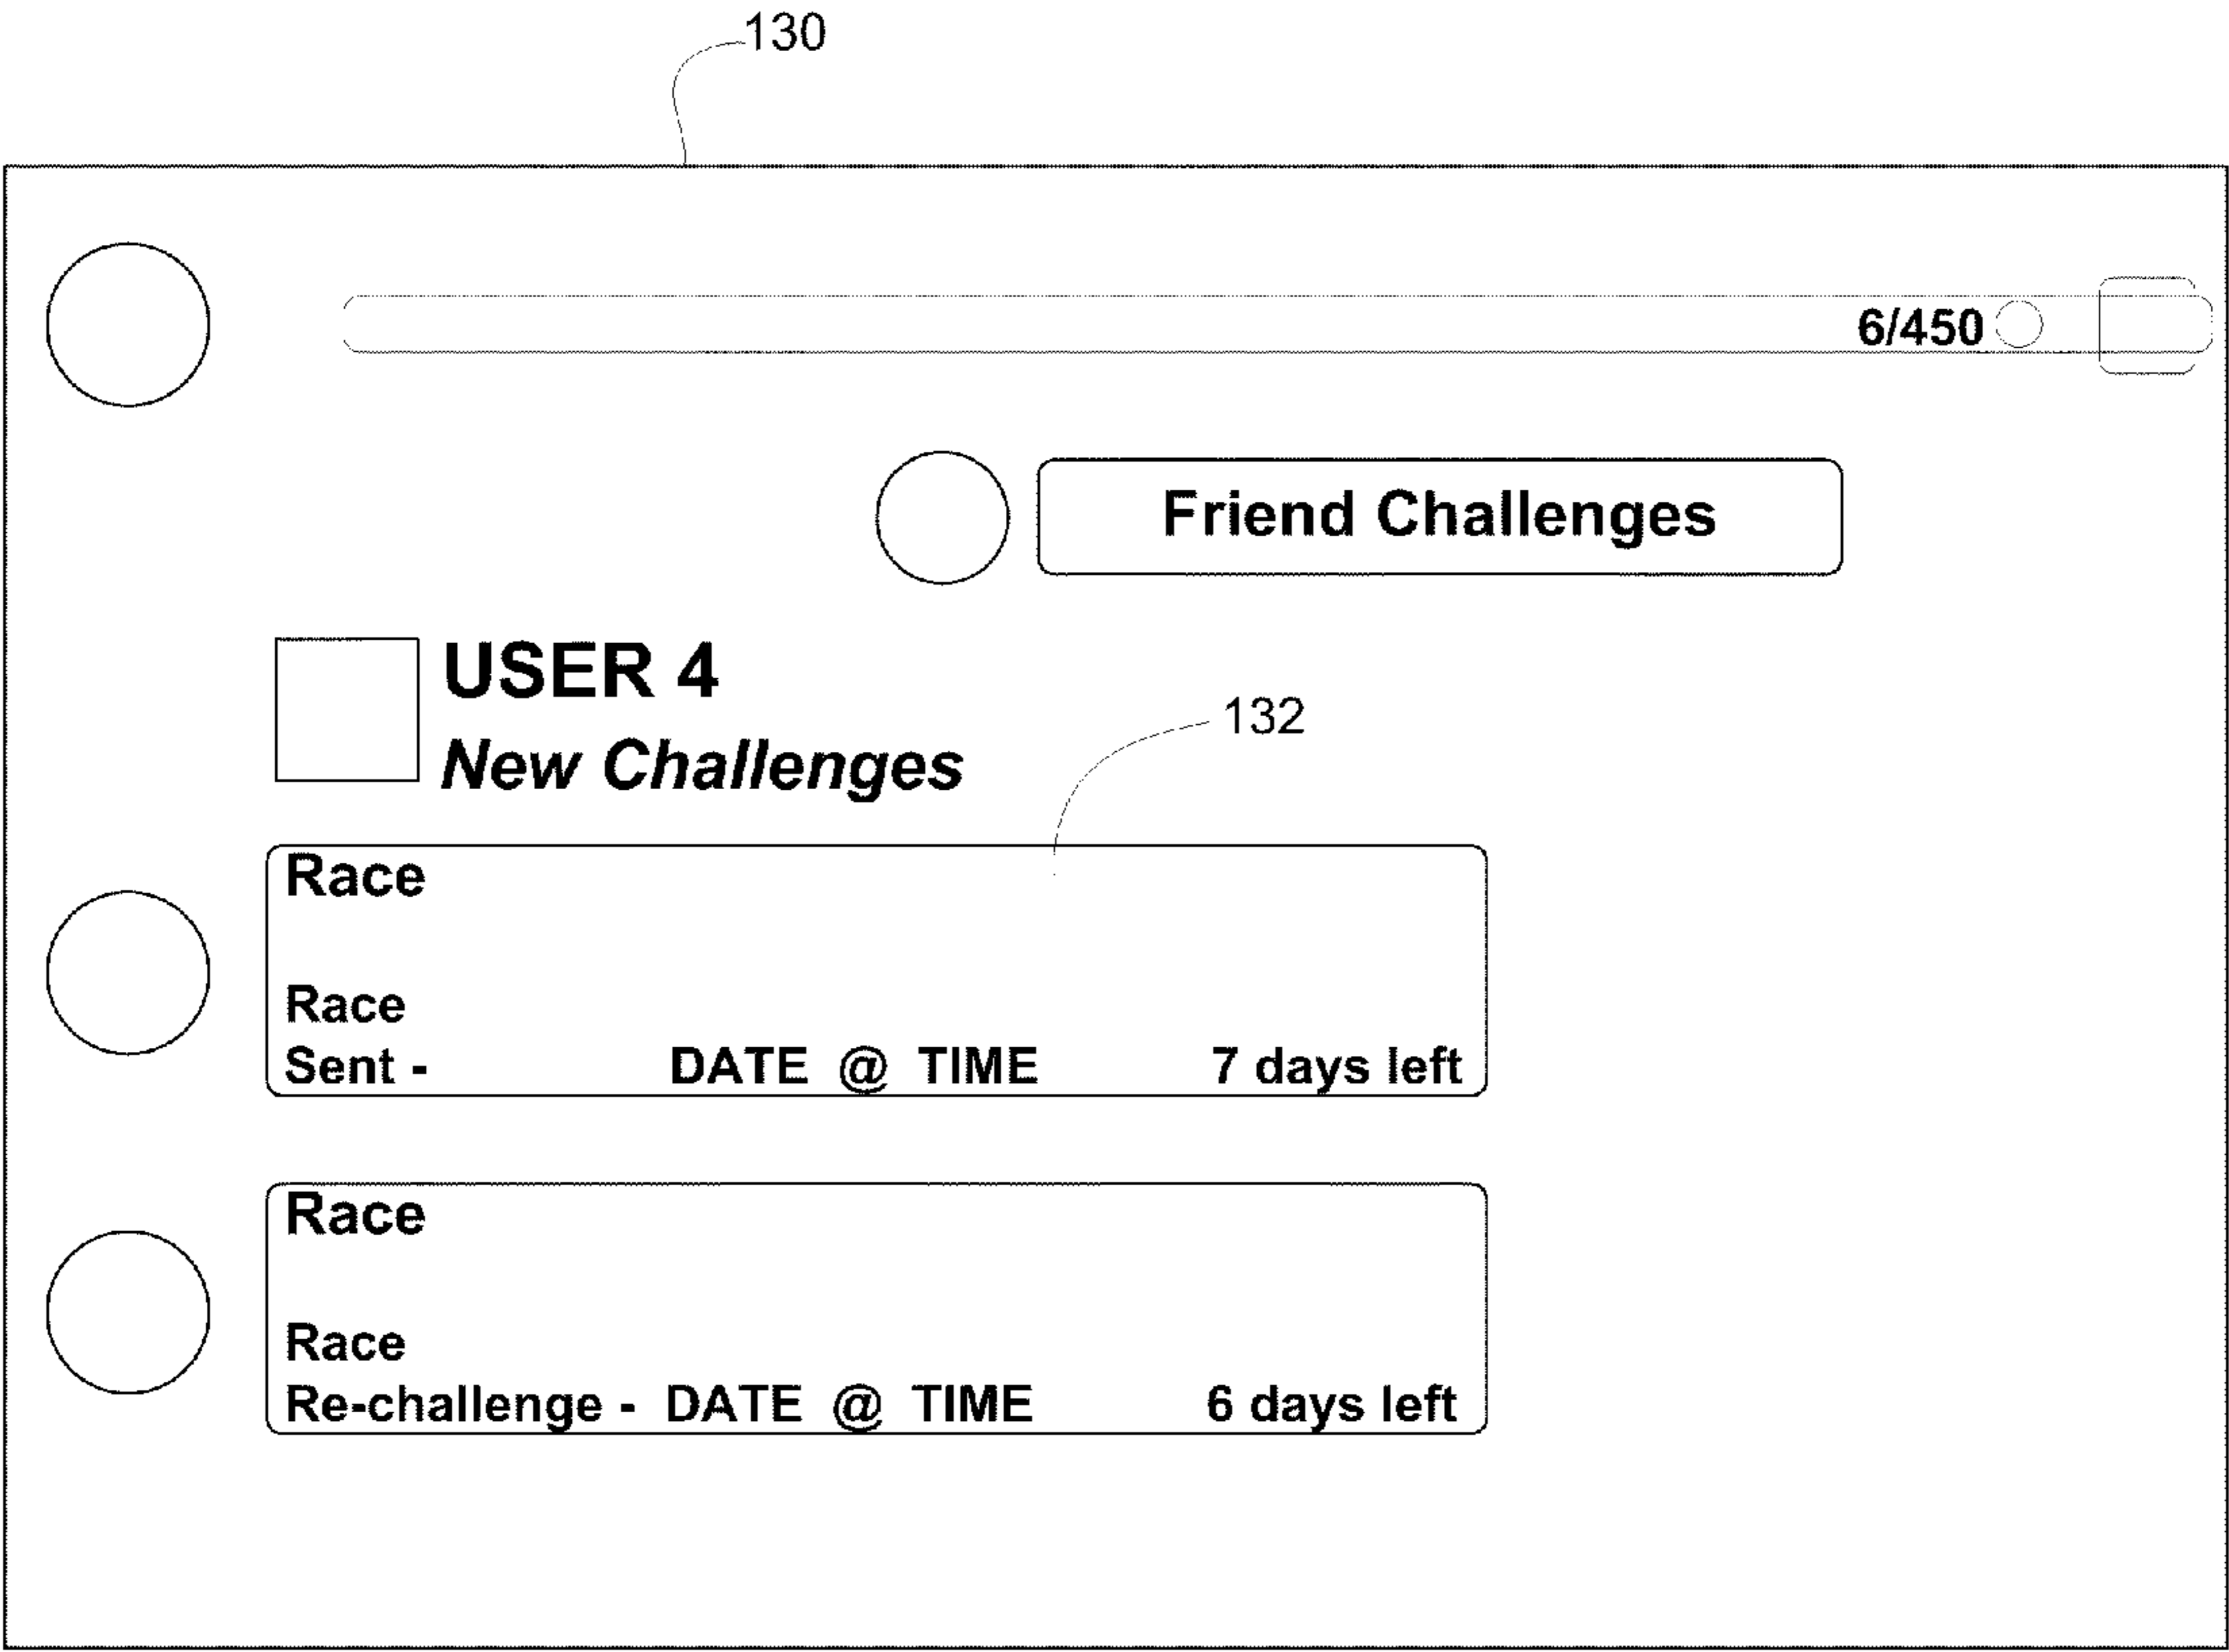 130
6/450
Friend Challenges
USER 4
New Challenges
132
Race
Race
Sent - DATE @ TIME 7 days left
Race
Race
Re-challenge - DATE @ TIME 6 days left